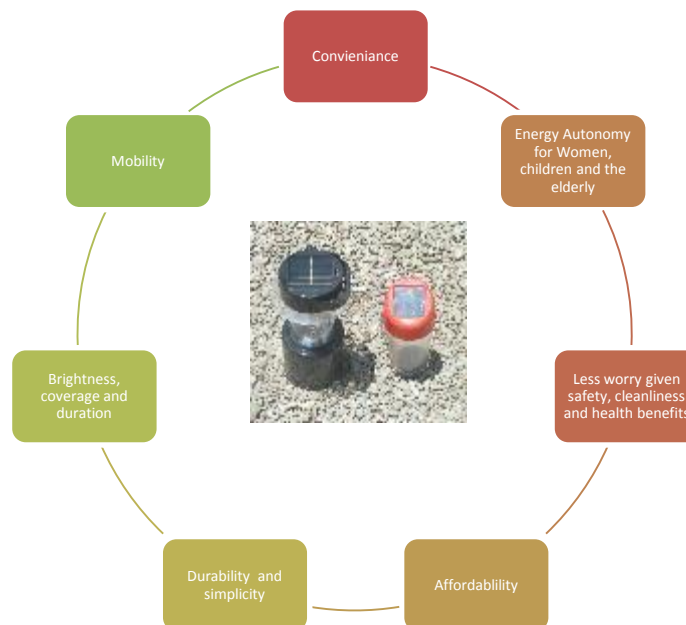 Convieniance
Energy Autonomy
for Women,
children and the
elderly
Less worry given
safety, cleanliness
and health benefits
Affordablility
Durability and
simplicity
Brightness,
coverage and
duration
Mobility